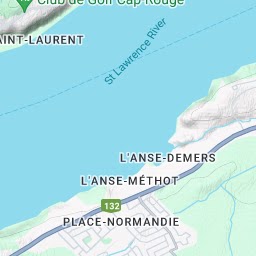 Club de Golf Cap Rouge
AINT-LAURENT
St Lawrence River
L'ANSE-DEMERS
L'ANSE-MÉTHOT
132
PLACE-NORMANDIE